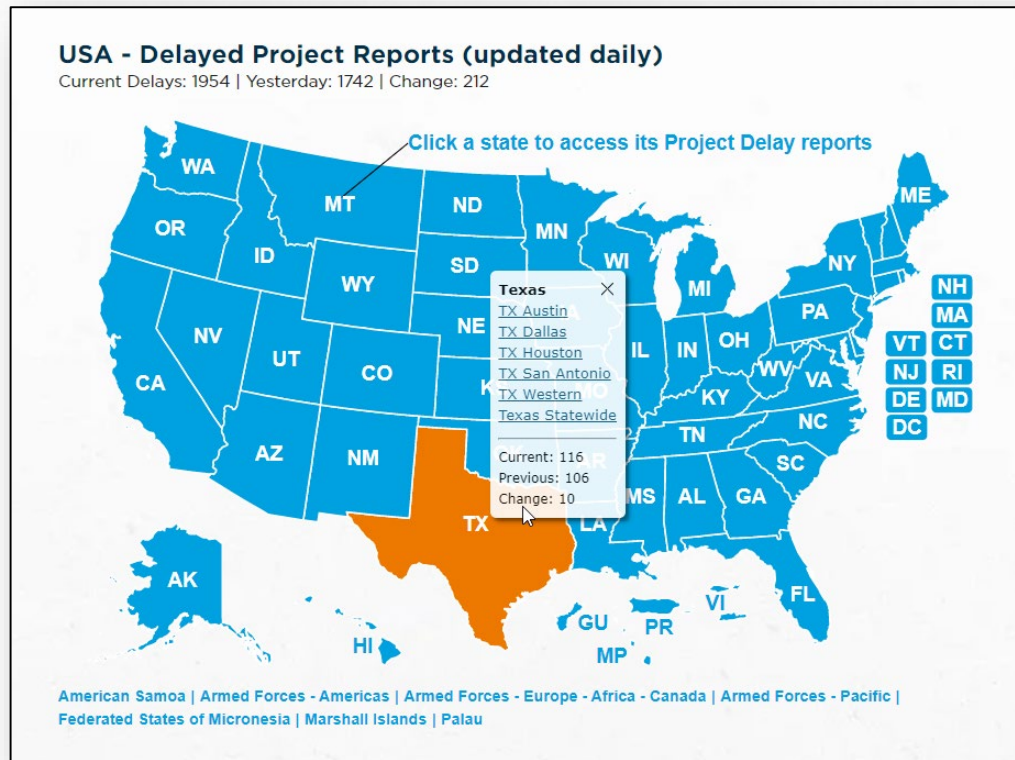 USA - Delayed Project Reports (updated daily)
Current Delays: 1954 | Yesterday: 1742 | Change: 212
Click a state to access its Project Delay reports
WA
MT
ND
MN
ME
OR
ID
SD
WI
NY
WY
MI
NH
NE
PA
MA
NV
UT
CO
IL
IN
OH
VT
CT
CA
WV
VA
NJ
RI
KY
DE
MD
AZ
NM
TN
NC
DC
SC
MS
AL
GA
TX
LA
Texas
TX Austin
TX Dallas
TX Houston
TX San Antonio
TX Western
Texas Statewide
Current: 116
Previous: 106
Change: 10
MO
AR
AK
HI
GU
PR
VI
FL
MP
American Samoa | Armed Forces - Americas | Armed Forces - Europe - Africa - Canada | Armed Forces - Pacific |
Federated States of Micronesia | Marshall Islands | Palau